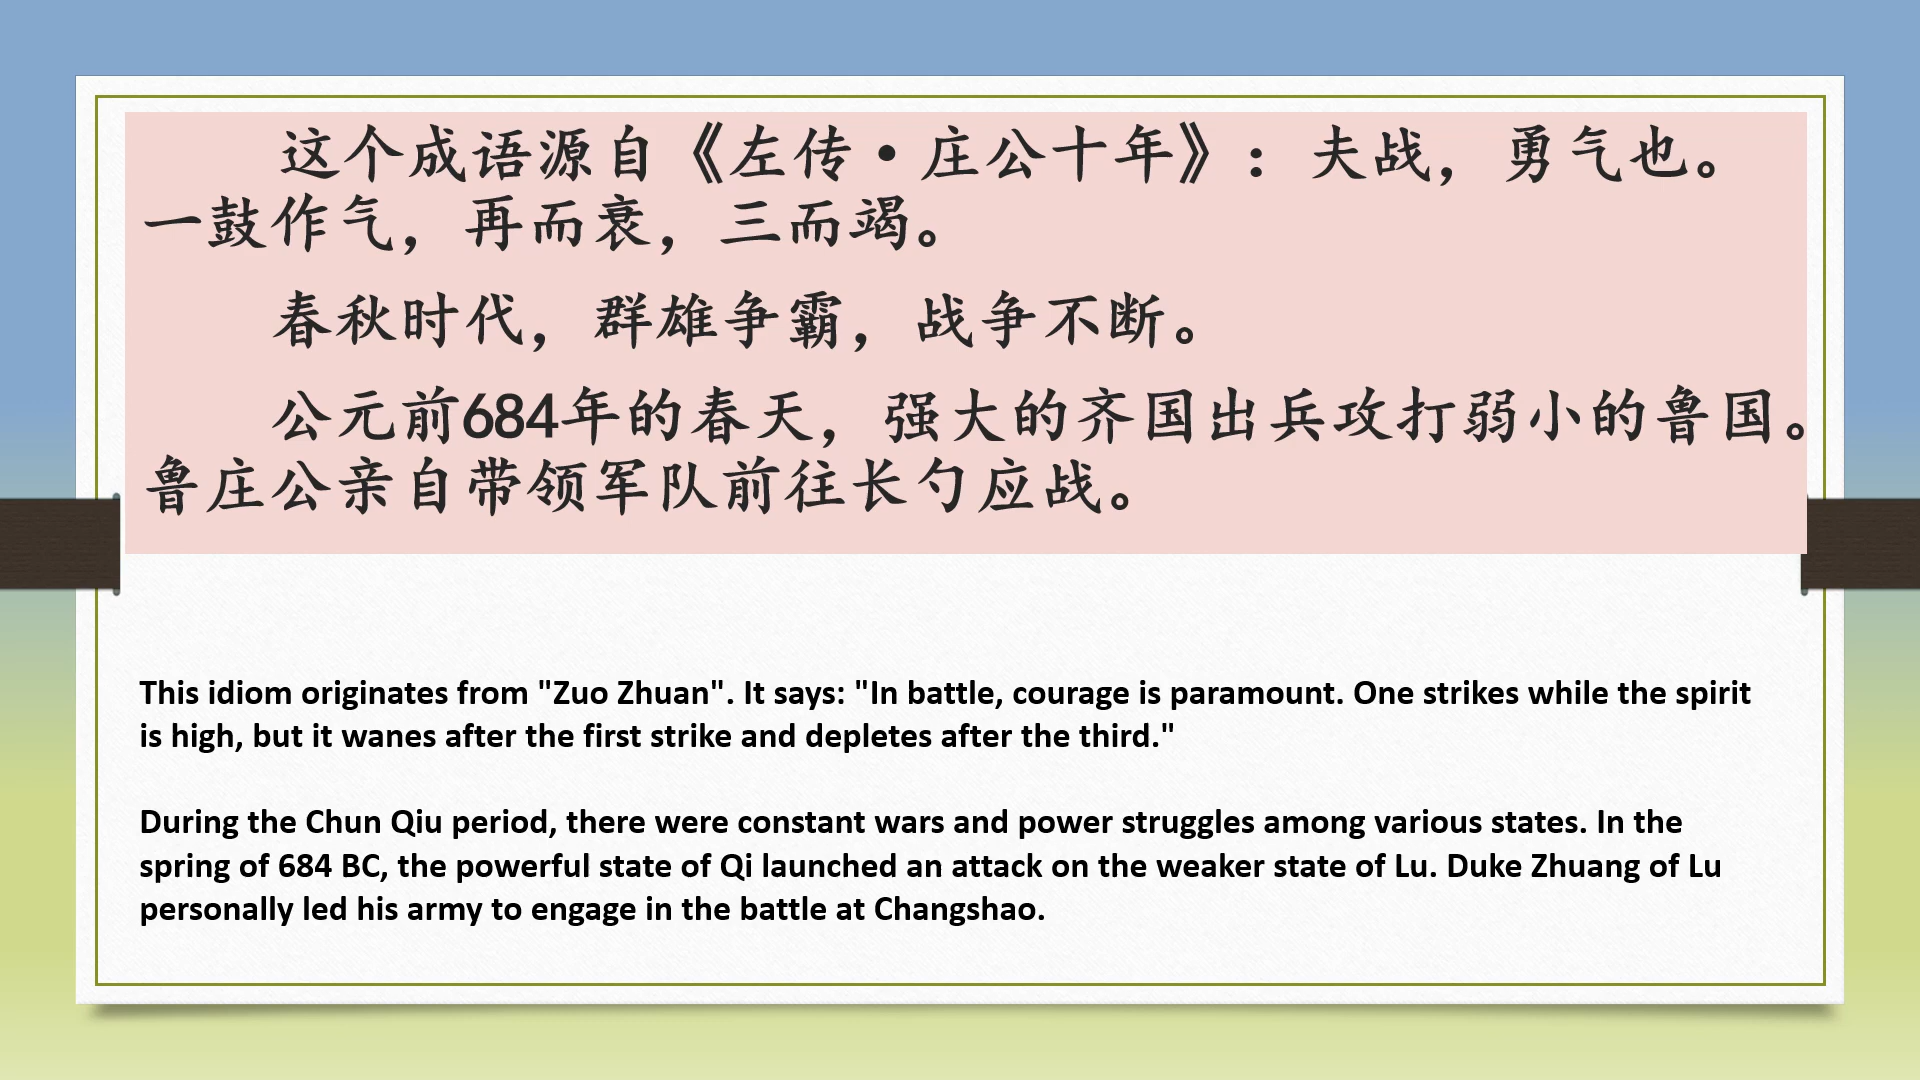 这个成语源自《左传•庄公十年》：夫战，勇气也。
一鼓作气，再而衰，三而竭。
春秋时代，群雄争霸，战争不断。
公元前684年的春天，强大的齐国出兵攻打弱小的鲁国。
鲁庄公亲自带领军队前往长勺应战。
This idiom originates from "Zuo Zhuan". It says: "In battle, courage is paramount. One strikes while the spirit
is high, but it wanes after the first strike and depletes after the third."
During the Chun Qiu period, there were constant wars and power struggles among various states. In the
spring of 684 BC, the powerful state of Qi launched an attack on the weaker state of Lu. Duke Zhuang of Lu
personally led his army to engage in the battle at Changshao.